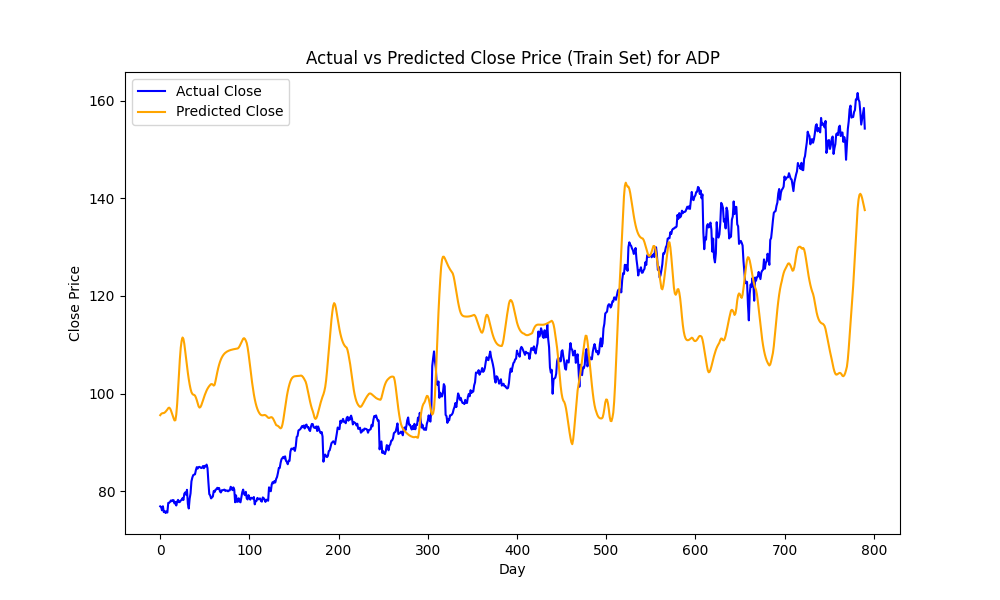 Actual vs Predicted Close Price (Train Set) for ADP
Actual Close
Predicted Close
Close Price
160
140
120
100
80
0 100 200 300 400 500 600 700 800
Day